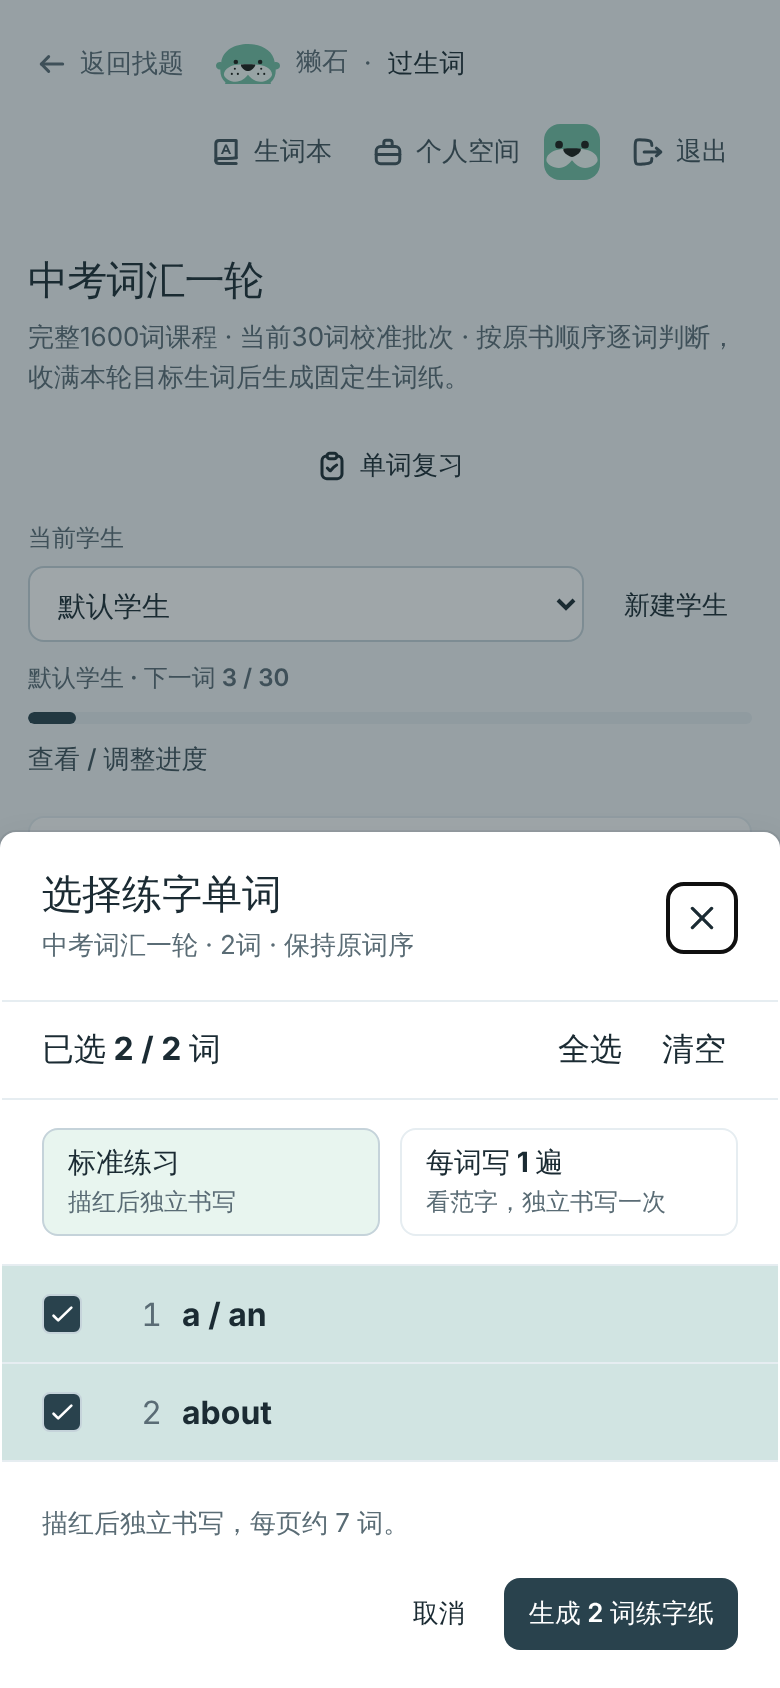 返回找题 獭石 · 过生词
生词本 个人空间 退出
中考词汇一轮
完整1600词课程 · 当前30词校准批次 · 按原书顺序逐词判断，
收满本轮目标生词后生成固定生词纸。
单词复习
当前学生
默认学生 新建学生
默认学生 · 下一词 3 / 30
查看 / 调整进度
选择练字单词
中考词汇一轮 · 2词 · 保持原词序
已选 2 / 2 词 全选 清空
标准练习 每词写 1 遍
描红后独立书写 看范字，独立书写一次
1 a / an
2 about
描红后独立书写，每页约 7 词。
取消 生成 2 词练字纸